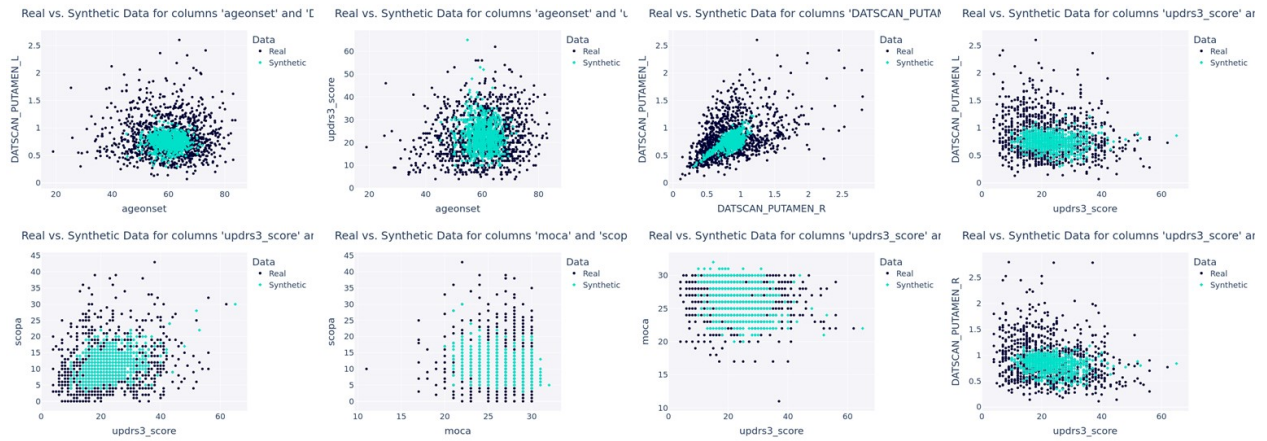 Real vs. Synthetic Data for columns 'ageonset' and 'D
Data
Real
Synthetic
DATSCAN_PUTAMEN_L
2.5
2
1.5
1
0.5
0
20 40 60 80
ageonset
Real vs. Synthetic Data for columns 'ageonset' and 'u
Data
Real
Synthetic
updrs3_score
60
50
40
30
20
10
0
20 30 40 50 60 70 80
ageonset
Real vs. Synthetic Data for columns 'DATSCAN_PUTAM
Data
Real
Synthetic
DATSCAN_PUTAMEN_L
2.5
2
1.5
1
0.5
0
0 0.5 1 1.5 2 2.5
DATSCAN_PUTAMEN_R
Real vs. Synthetic Data for columns 'updrs3_score' ar
Data
Real
Synthetic
DATSCAN_PUTAMEN_L
2.5
2
1.5
1
0.5
0
0 20 40 60
updrs3_score
Real vs. Synthetic Data for columns 'updrs3_score' ar
Data
Real
Synthetic
scopa
45
40
35
30
25
20
15
10
5
0
0 20 40 60
updrs3_score
Real vs. Synthetic Data for columns 'moca' and 'scop
Data
Real
Synthetic
scopa
45
40
35
30
25
20
15
10
5
0
10 15 20 25 30
moca
Real vs. Synthetic Data for columns 'updrs3_score' ar
Data
Real
Synthetic
moca
30
25
20
15
10
0 20 40 60
updrs3_score
Real vs. Synthetic Data for columns 'updrs3_score' ar
Data
Real
Synthetic
DATSCAN_PUTAMEN_R
2.5
2
1.5
1
0.5
0
0 20 40 60
updrs3_score